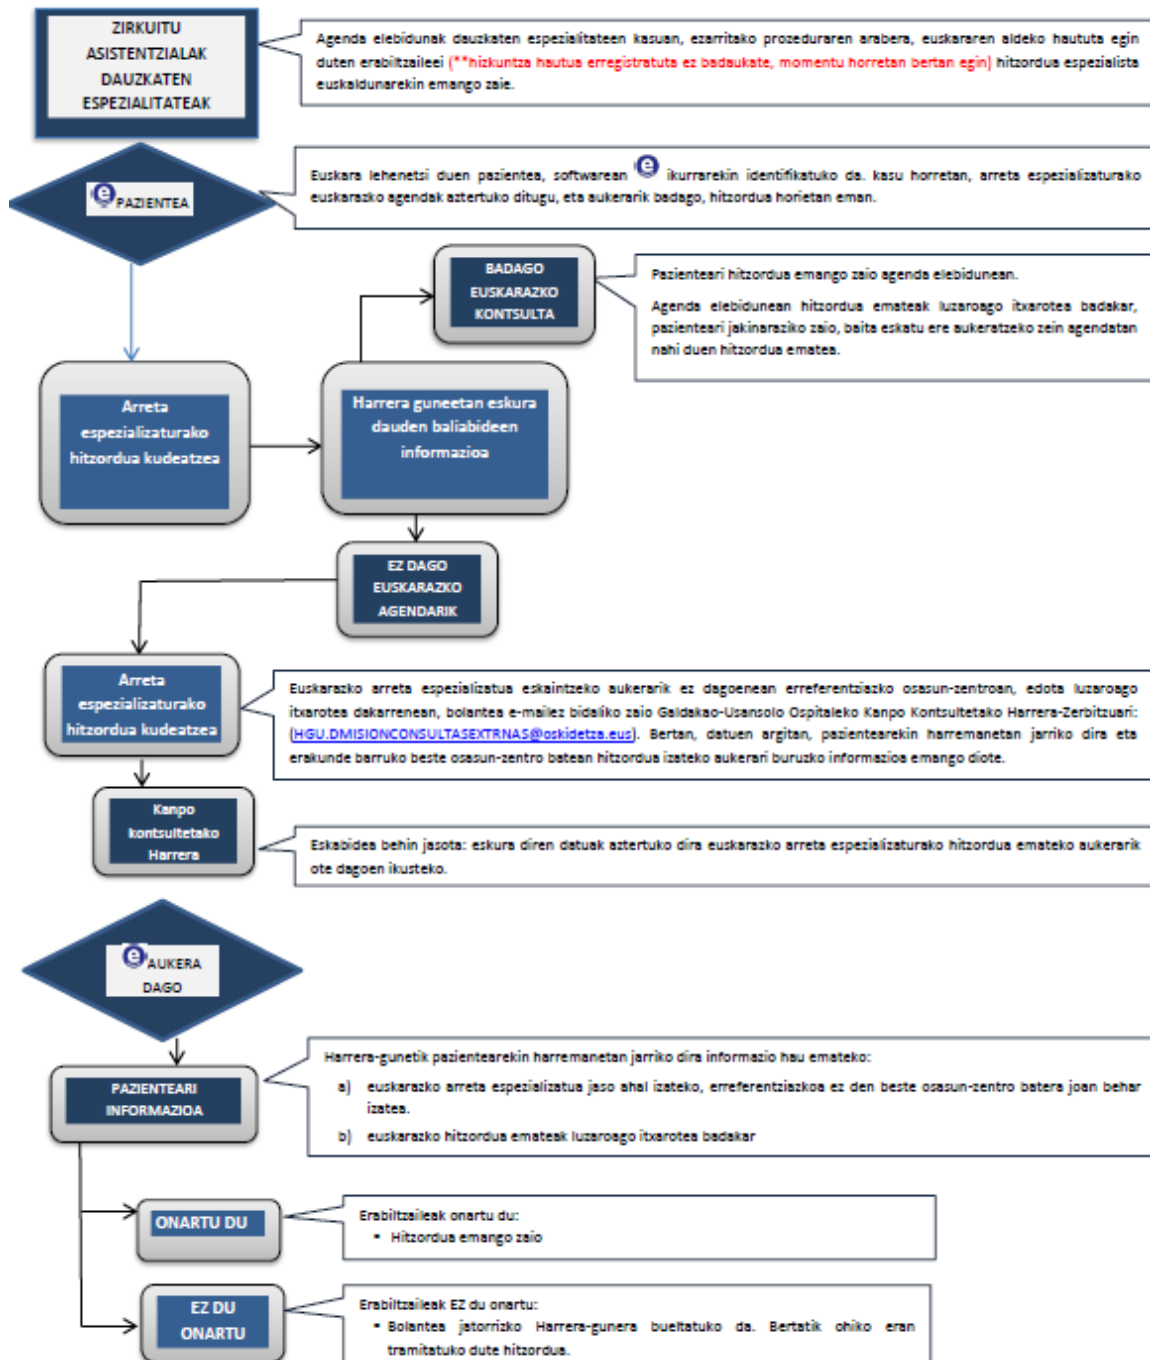 ZIRKUITU
ASISTENTZIALAK
DAUZKATEN
ESPEZIALITATEAK
Agenda elebidunak dauzkaten espezialitateen kasuan, ezarritako prozeduraren arabera, euskararen aldeko haututa egin
duten erabiltzaileei (**hizkuntza hautua erregistratuta ez badaukate, momentu horretan bertan egin) hitzordua espezialista
euskaldunarekin emango zaie.
e PAZIENTEA
Euskara lehenetsi duen pazientea, softwarean e ikurrarekin identifikatuko da. kasu horretan, arreta espezializaturako
euskarazko agendak aztertuko ditugu, eta aukerarik badago, hitzordua horietan eman.
BADAGO
EUSKARAZKO
KONTSULTA
Pazienteari hitzordua emango zaio agenda elebidunean.
Agenda elebidunean hitzordua emateak luzaroago itxarotea badakar,
pazienteari jakinaraziko zaio, baita eskatu ere aukeratzeko zein agendatan
nahi duen hitzordua ematea.
Arreta
espezializaturako
hitzordua kudeatzea
Harrera guneetan eskura
dauden baliabideen
informazioa
EZ DAGO
EUSKARAZKO
AGENDARIK
Arreta
espezializaturako
hitzordua kudeatzea
Euskarazko arreta espezializatua eskaintzeko aukerarik ez dagoenean erreferentziazko osasun-zentroan, edota luzaroago
itxarotea dakarrenean, bolantea e-mailez bidaliko zaio Galdakao-Usansolo Ospitaleko Kanpo Kontsultetako Harrera-Zerbitzuari:
(HGU.DMISIONCONSULTASEXTRNAS@oskidetza.eus). Bertan, datuen argitan, pazientearekin harremanetan jarriko dira eta
erakunde barruko beste osasun-zentro batean hitzordua izateko aukerari buruzko informazioa emango diote.
Kanpo
kontsultetako
Harrera
Eskabidea behin jasota: eskura diren datuak aztertuko dira euskarazko arreta espezializaturako hitzordua emateko aukerarik
ote dagoen ikusteko.
e AUKERA
DAGO
PAZIENTEARI
INFORMAZIOA
Harrera-gunetik pazientearekin harremanetan jarriko dira informazio hau emateko:
a) euskarazko arreta espezializatua jaso ahal izateko, erreferentziazkoa ez den beste osasun-zentro batera joan behar
izatea.
b) euskarazko hitzordua emateak luzaroago itxarotea badakar
ONARTU DU
Erabiltzaileak onartu du:
▪ Hitzordua emango zaio
EZ DU
ONARTU
Erabiltzaileak EZ du onartu:
▪ Bolantea jatorrizko Harrera-gunera bueltatuko da. Bertatik ohiko eran
tramitatuko dute hitzordua.